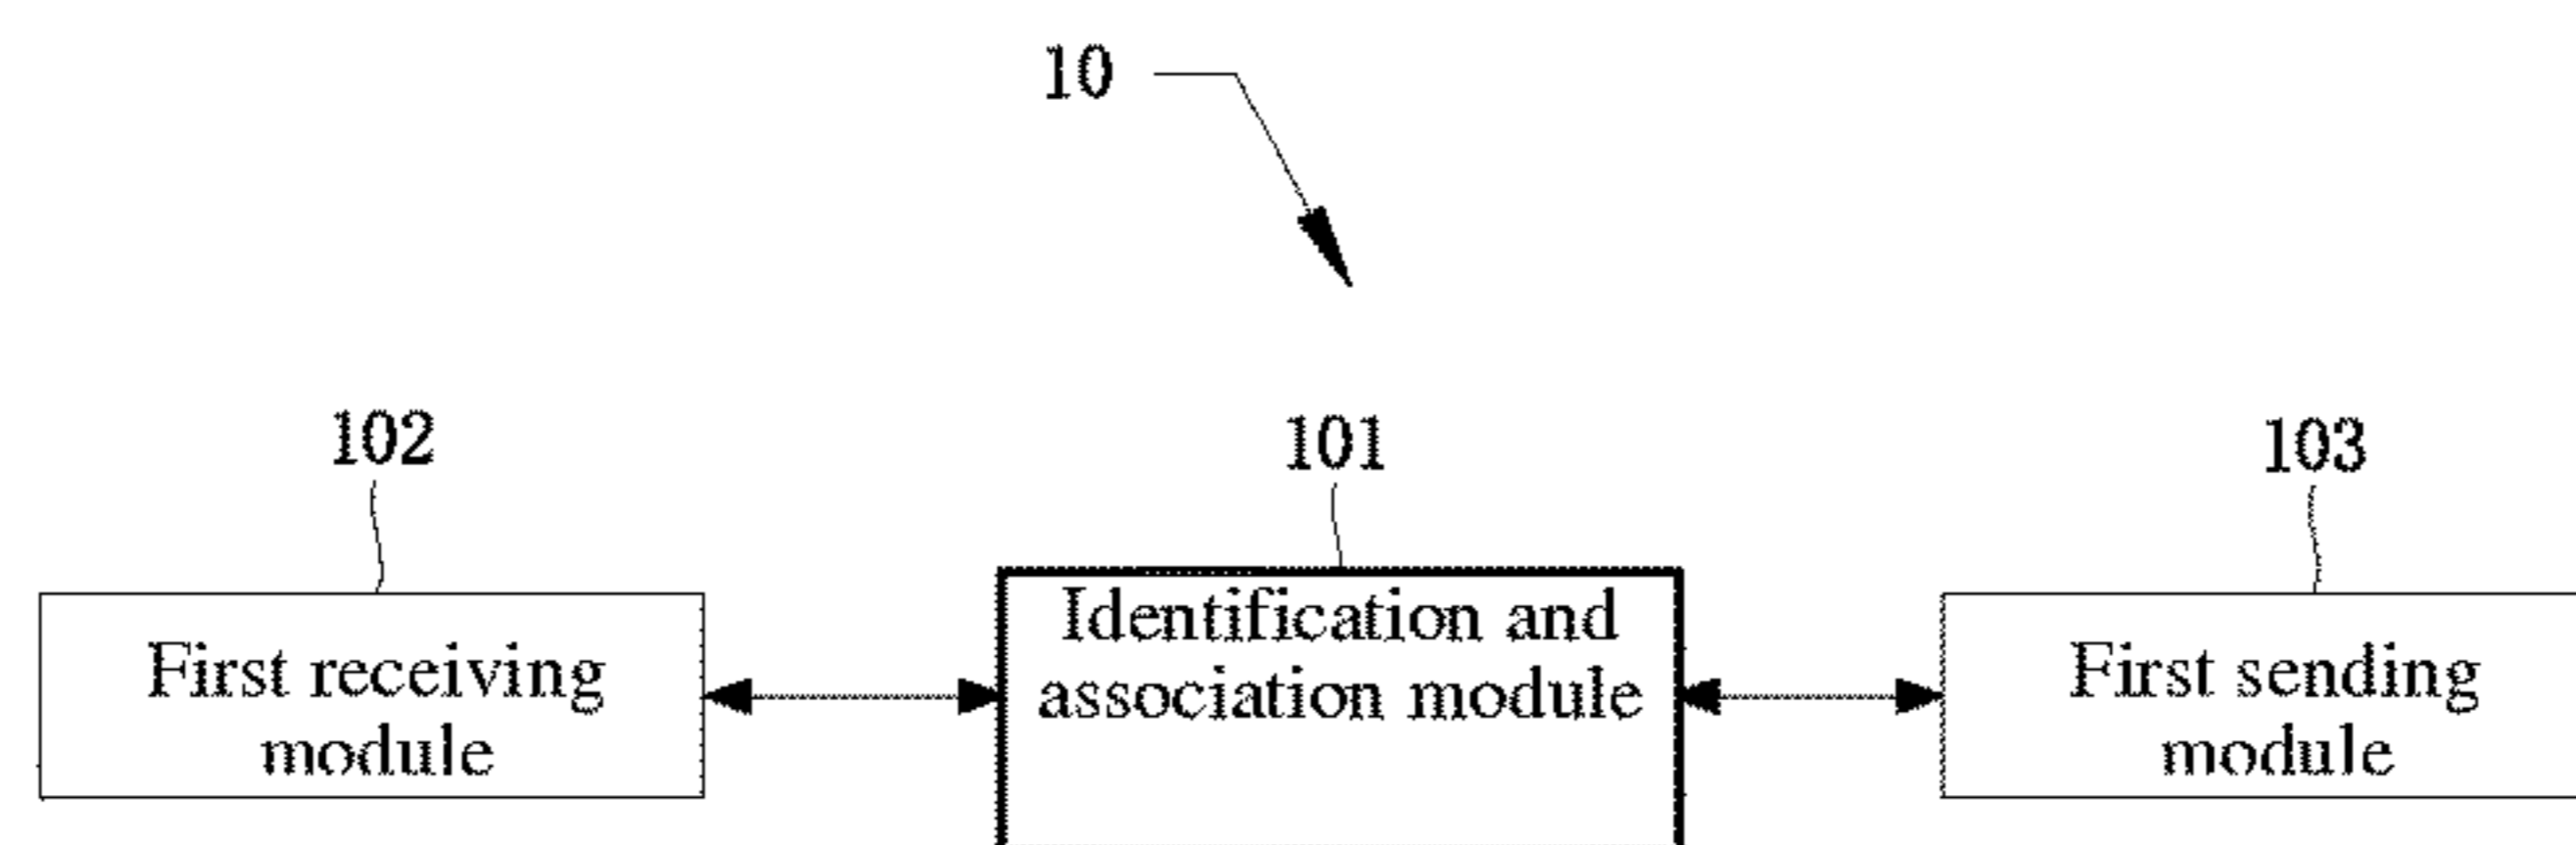 10
102
101
103
First receiving
module
Identification and
association module
First sending
module